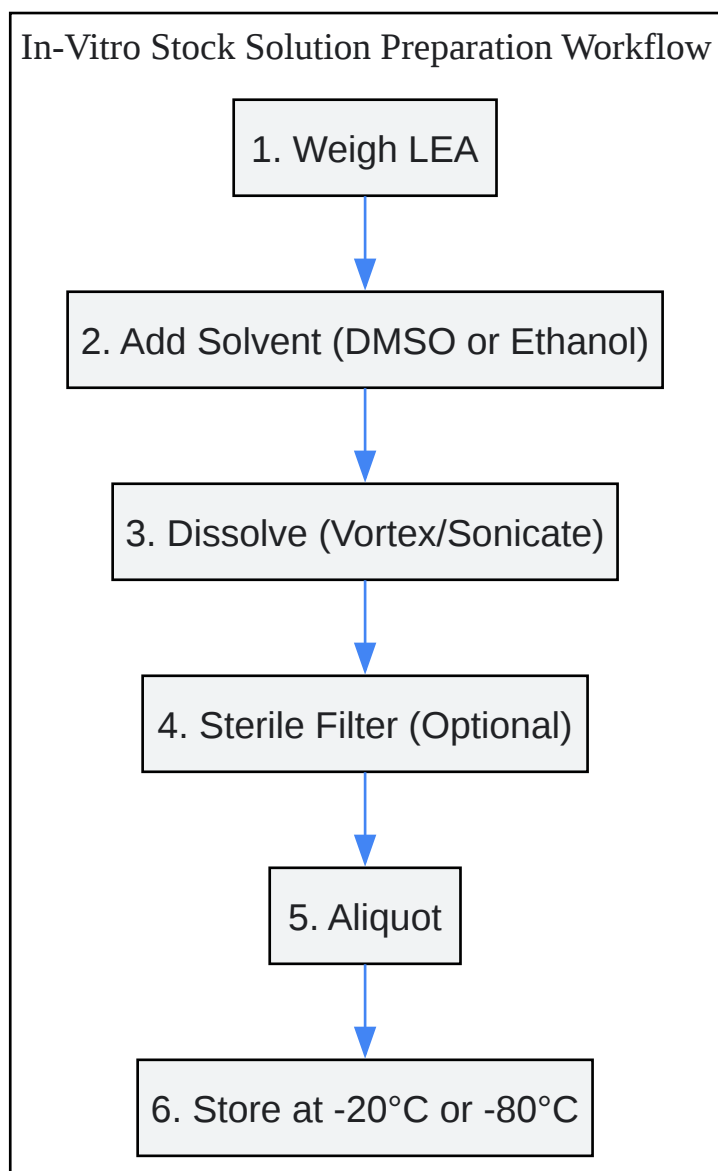 In-Vitro Stock Solution Preparation Workflow
1. Weigh LEA
2. Add Solvent (DMSO or Ethanol)
3. Dissolve (Vortex/Sonicate)
4. Sterile Filter (Optional)
5. Aliquot
6. Store at -20°C or -80°C